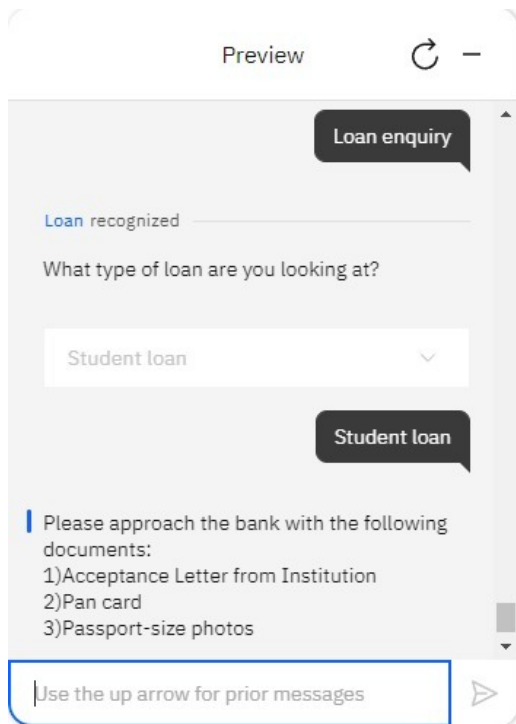 Preview
Loan enquiry
Loan recognized
What type of loan are you looking at?
Student loan
Student loan
Please approach the bank with the following
documents:
1)Acceptance Letter from Institution
2)Pan card
3)Passport-size photos
Use the up arrow for prior messages